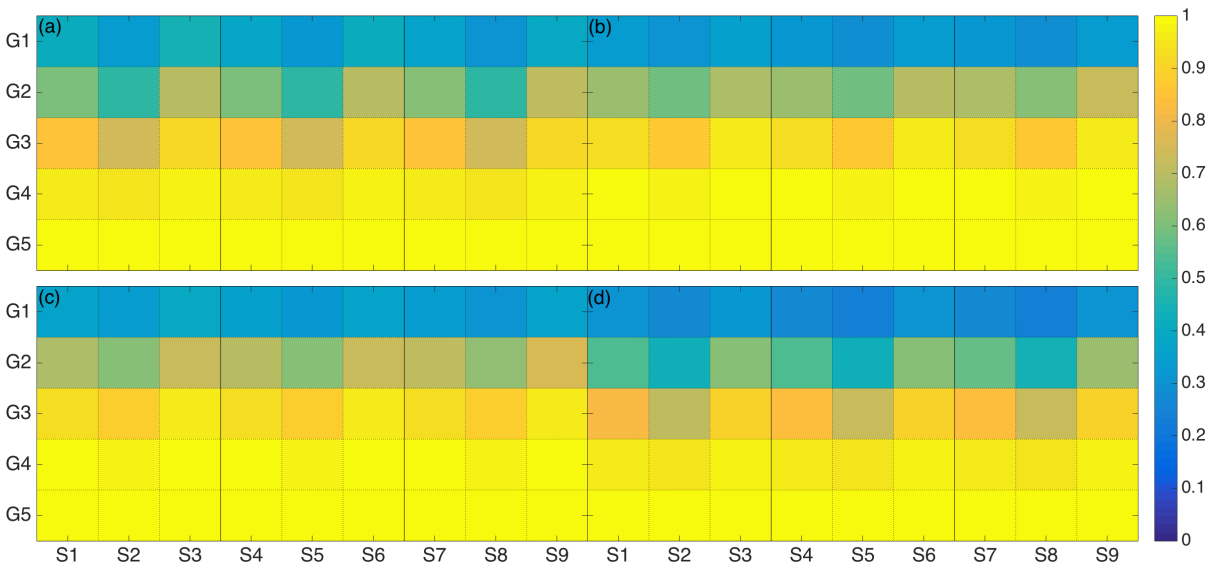 (a) (b)
G1
G2
G3
G4
G5
(c) (d)
G1
G2
G3
G4
G5
S1 S2 S3 S4 S5 S6 S7 S8 S9 S1 S2 S3 S4 S5 S6 S7 S8 S9
1
0.9
0.8
0.7
0.6
0.5
0.4
0.3
0.2
0.1
0